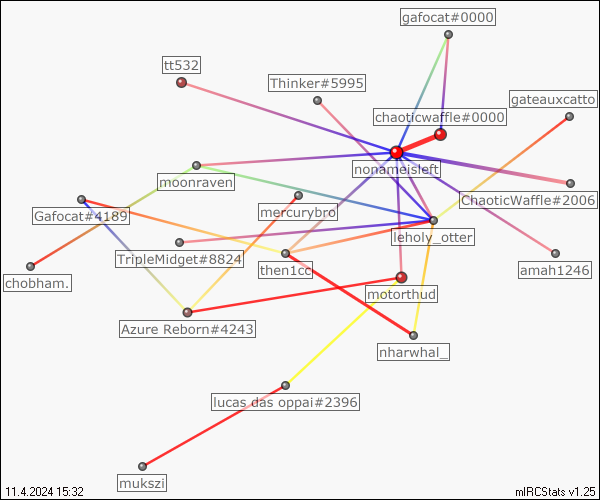 gafocat#0000
tt532
Thinker#5995
gateauxcatto
chaoticwaffle#0000
nonameisleft
moonraven
ChaoticWaffle#2006
mercurybro
Gafocat#4189
leholy_otter
TripleMidget#8824
then1cc
amah1246
chobham.
motorthud
Azure Reborn#4243
nharwhal_
lucas das oppai#2396
mukszi
11.4.2024 15:32
mIRCStats v1.25